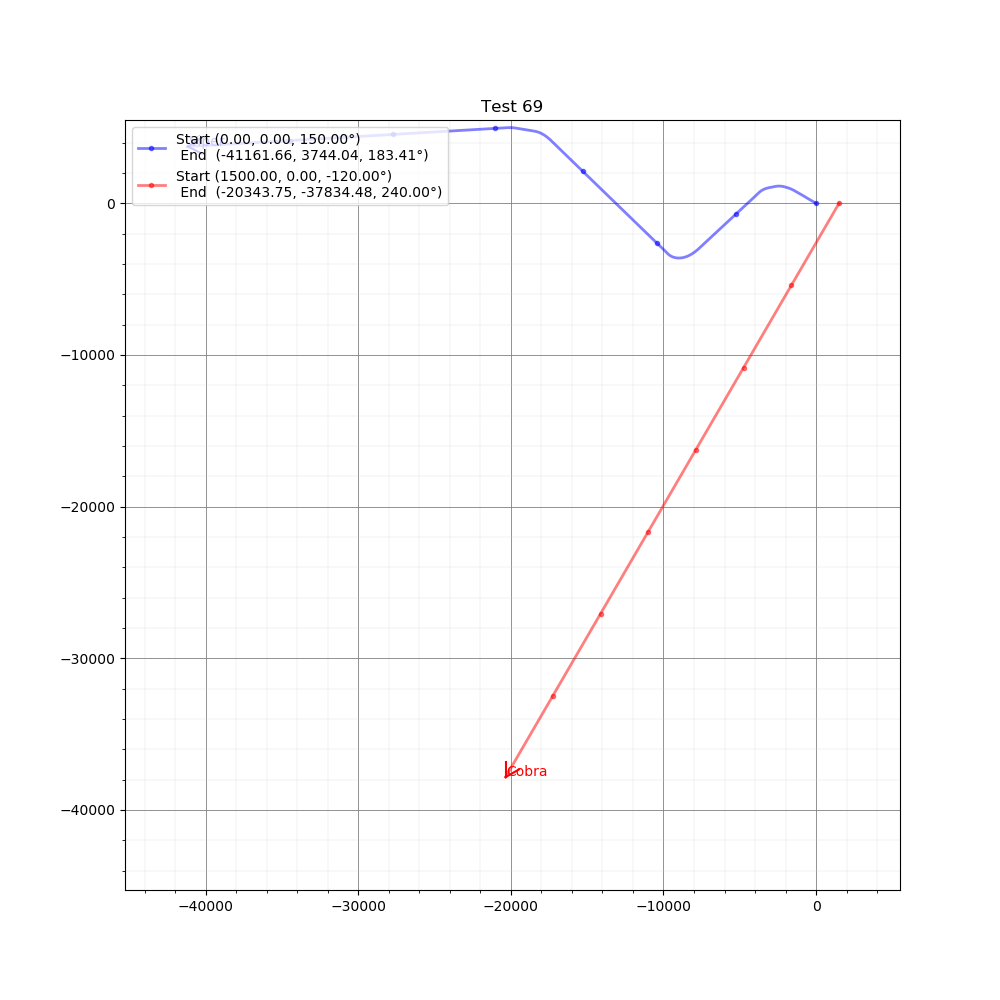 Test 69
Start (0.00, 0.00, 150.00°)
End (-41161.66, 3744.04, 183.41°)
Start (1500.00, 0.00, -120.00°)
End (-20343.75, -37834.48, 240.00°)
0
−10000
−20000
−30000
−40000
Cobra
−40000 −30000 −20000 −10000 0